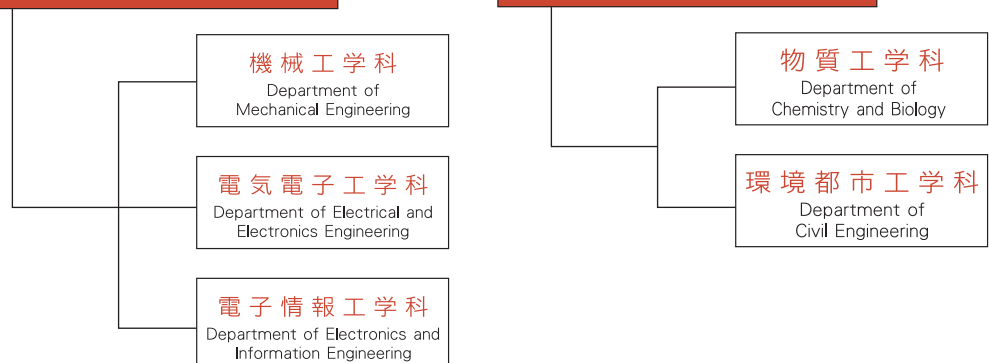 機械工学科
Department of
Mechanical Engineering
電気電子工学科
Department of Electrical and
Electronics Engineering
電子情報工学科
Department of Electronics and
Information Engineering
物質工学科
Department of
Chemistry and Biology
環境都市工学科
Department of
Civil Engineering